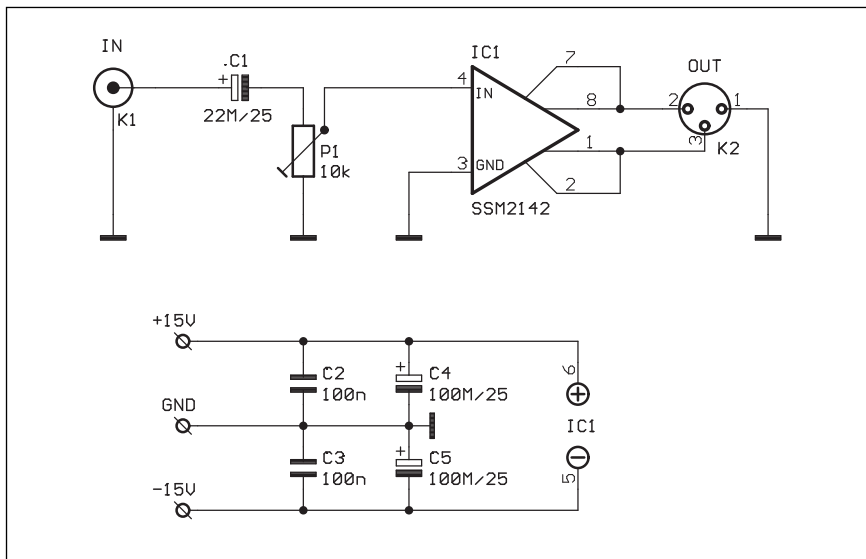 IN
K1
+
.C1
22M/25
P1
10k
IC1
4
IN
3
GND
7
8
1
2
SSM2142
OUT
2
1
3
K2
+15V
GND
-15V
C2
100n
C3
100n
+
C4
100M/25
+
C5
100M/25
6
+
IC1
-
5